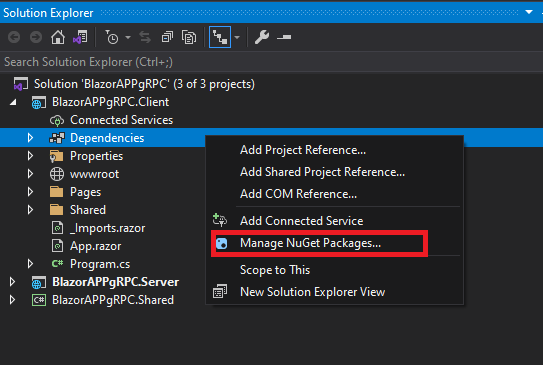 Solution Explorer
Search Solution Explorer (Ctrl+;)
Solution 'BlazorAPPgRPC' (3 of 3 projects)
BlazorAPPgRPC.Client
Connected Services
Dependencies
Properties
wwwroot
Pages
Shared
_Imports.razor
App.razor
C# Program.cs
BlazorAPPgRPC.Server
C# BlazorAPPgRPC.Shared
Add Project Reference...
Add Shared Project Reference...
Add COM Reference...
Add Connected Service
Manage NuGet Packages...
Scope to This
New Solution Explorer View